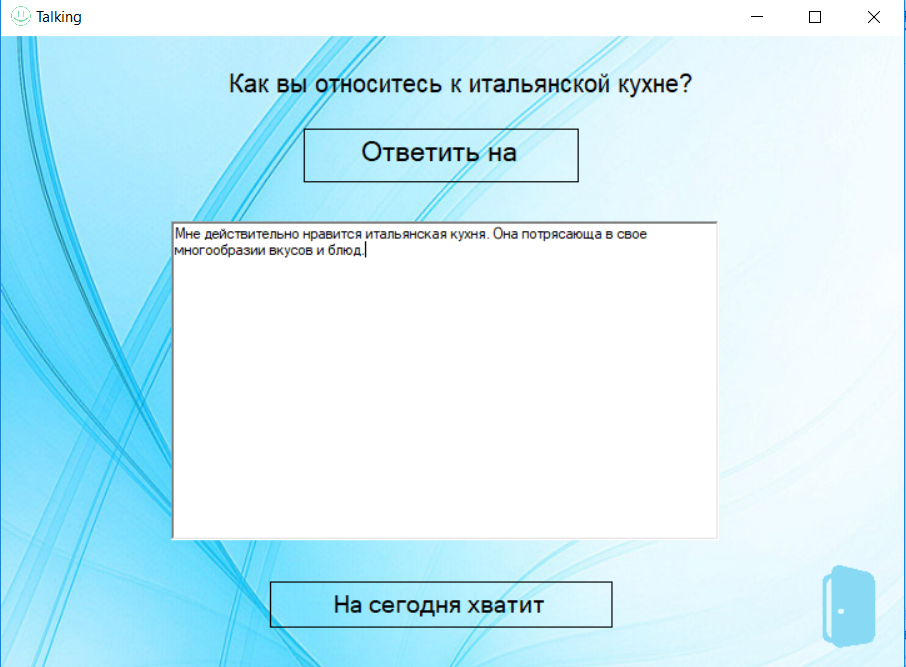 Talking
Как вы относитесь к итальянской кухне?
Ответить на
Мне действительно нравится итальянская кухня. Она потрясающа в свое
многообразии вкусов и блюд.
На сегодня хватит